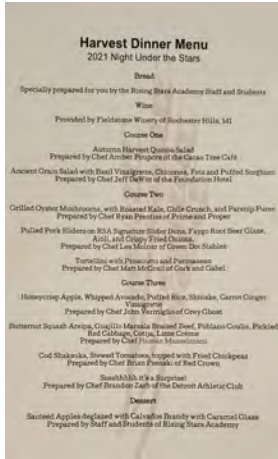 Harvest Dinner Menu
2021 Night Under the Stars
Bread
Specially prepared for you by the Rising Stars Academy Staff and Students
Wine
Provided by Fieldstone Winery of Rochester Hills, MI
Course One
Autumn Harvest Quinoa Salad
Prepared by Chef Amber Poupore of the Cacao Tree Café
Ancient Grain Salad with Basil Vinaigrette, Chicories, Feta and Puffed Sorghum
Prepared by Chef Jeff DeWitt of the Foundation Hotel
Course Two
Grilled Oyster Mushrooms, with Roasted Kale, Chile Crunch, and Parsnip Puree
Prepared by Chef Ryan Prentiss of Prime and Proper
Pulled Pork Sliders on RSA Signature Slider Buns, Faygo Root Beer Glaze,
Aioli, and Crispy Fried Onions,
Prepared by Chef Les Molnar of Green Dot Stables
Tortellini with Prosciutto and Parmesean
Prepared by Chef Matt McGrail of Cork and Gabel
Course Three
Honeycrisp Apple, Whipped Avocado, Puffed Rice, Shiitake, Carrot Ginger
Vinaigrette
Prepared by Chef John Vermiglio of Grey Ghost
Butternut Squash Arepa, Guajillo Marsala Braised Beef, Poblano Coulis, Pickled
Red Cabbage, Cotija, Lime Crème
Prepared by Chef
Cod Shakshuka, Stewed Tomatoes, topped with Fried Chickpeas
Prepared by Chef Brian of Red Crown
It's a Surprise!
Prepared by Chef Brandon Zarb of the Detroit Athletic Club
Dessert
Sauteed Apples deglazed with Calvados Brandy with Caramel Glaze
Prepared by Staff and Students of Rising Stars Academy